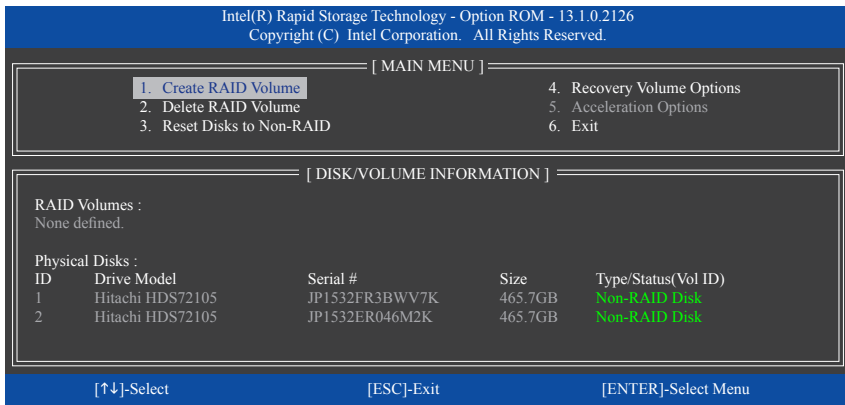 Intel(R) Rapid Storage Technology - Option ROM - 13.1.0.2126
Copyright (C) Intel Corporation. All Rights Reserved.
[ MAIN MENU ]
1. Create RAID Volume
2. Delete RAID Volume
3. Reset Disks to Non-RAID
4. Recovery Volume Options
5. Acceleration Options
6. Exit
[ DISK/VOLUME INFORMATION ]
RAID Volumes :
None defined.
Physical Disks :
ID Drive Model Serial # Size Type/Status(Vol ID)
1 Hitachi HDS72105 JP1532FR3BWV7K 465.7GB Non-RAID Disk
2 Hitachi HDS72105 JP1532ER046M2K 465.7GB Non-RAID Disk
[↑↓]-Select [ESC]-Exit [ENTER]-Select Menu